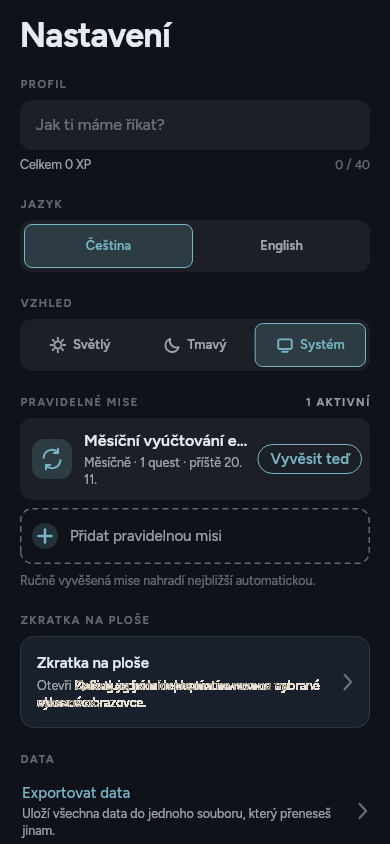 Nastavení
PROFIL
Jak ti máme říkat?
Celkem 0 XP
0 / 40
JAZYK
Čeština
English
VZHLED
Světlý
Tmavý
Systém
PRAVIDELNÉ MISE
1 AKTIVNÍ
Měsíční vyúčtování e...
Měsíčně · 1 quest · příště 20.
11.
Vyvěsit teď
Přidat pravidelnou misi
Ručně vyvěšená mise nahradí nejbližší automatickou.
ZKRATKA NA PLOŠE
Zkratka na ploše
Otevři
DATA
Exportovat data
Uloží všechna data do jednoho souboru, který přeneseš
jinam.